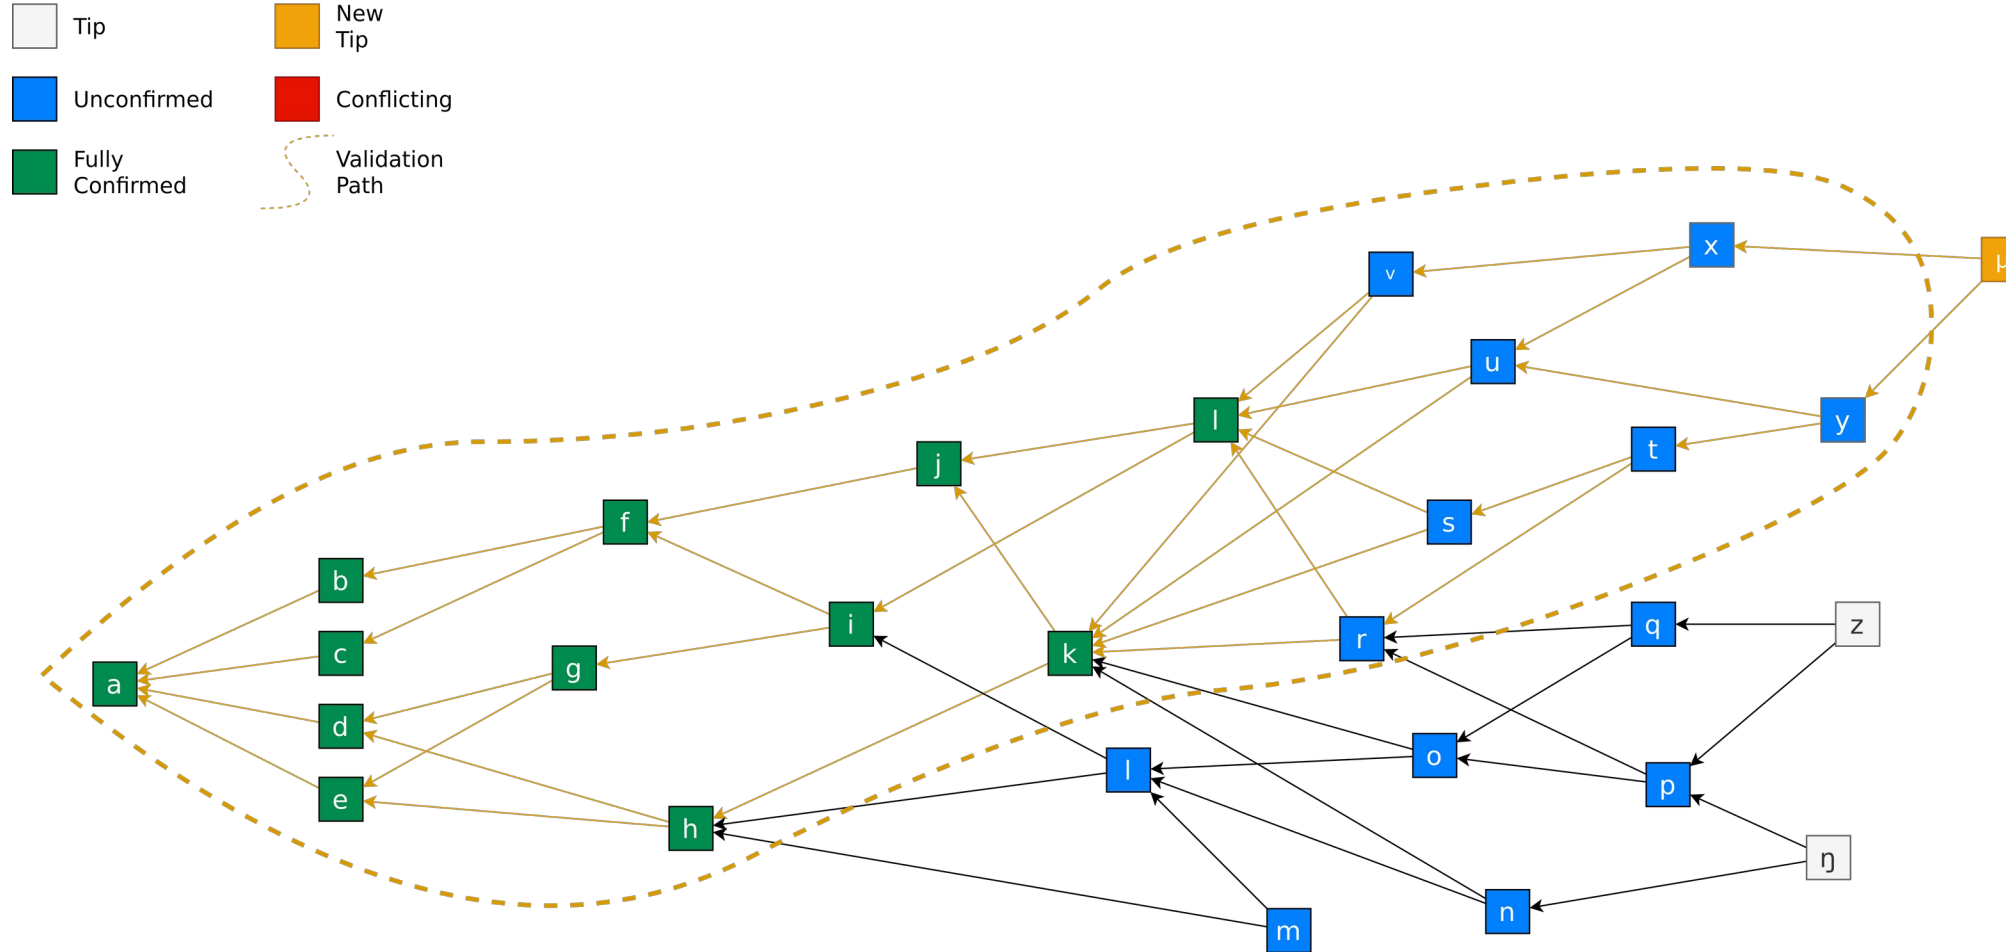 Tip
New
Tip
Unconfirmed
Conflicting
Fully
Confirmed
Validation
Path
x
μ
v
u
l
y
j
t
f
s
b
i
q
z
c
r
k
g
a
d
o
l
p
e
h
ŋ
n
m